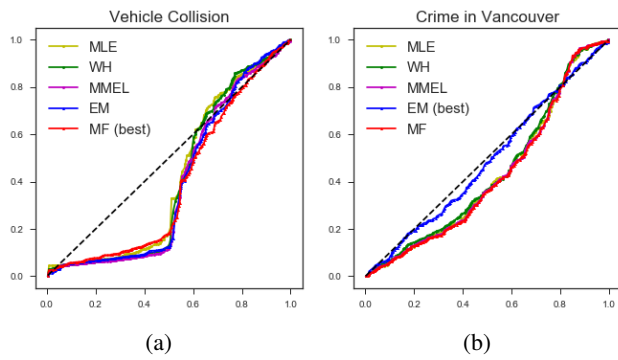 Vehicle Collision
1.0
0.8
0.6
0.4
0.2
0.0
MLE
WH
MMEL
EM
MF (best)
0.0 0.2 0.4 0.6 0.8 1.0
(a)
Crime in Vancouver
1.0
0.8
0.6
0.4
0.2
0.0
MLE
WH
MMEL
EM (best)
MF
0.0 0.2 0.4 0.6 0.8 1.0
(b)